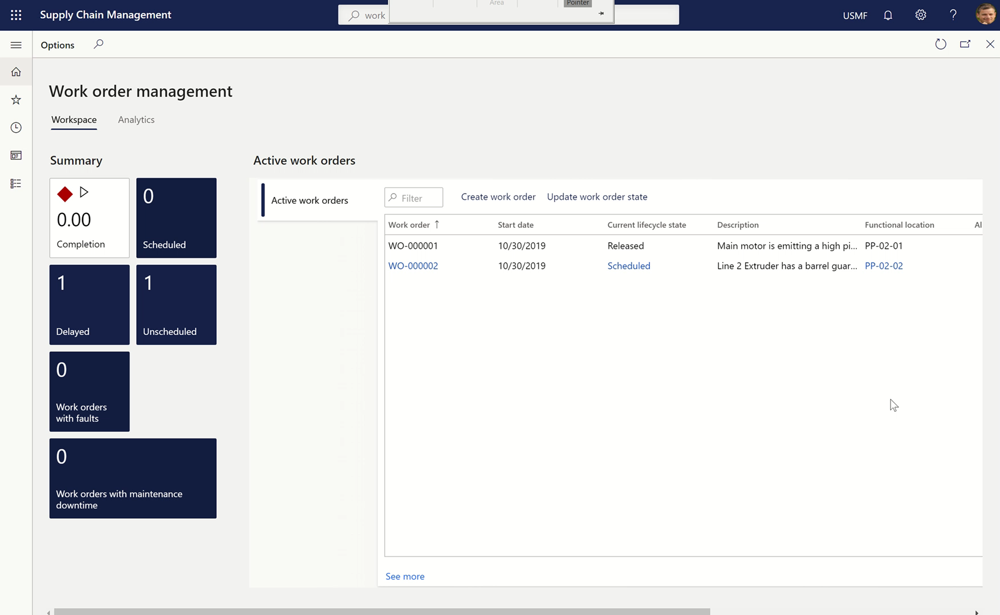 Supply Chain Management
work
Area
Pointer
USMF
Options
Work order management
Workspace
Analytics
Summary
0.00
Completion
0
Scheduled
1
Delayed
1
Unscheduled
0
Work orders
with faults
0
Work orders with maintenance
downtime
Active work orders
Active work orders
Filter
Create work order
Update work order state
Work order ↑ Start date Current lifecycle state Description Functional location Al
WO-000001 10/30/2019 Released Main motor is emitting a high pi... PP-02-01
WO-000002 10/30/2019 Scheduled Line 2 Extruder has a barrel guar... PP-02-02
See more